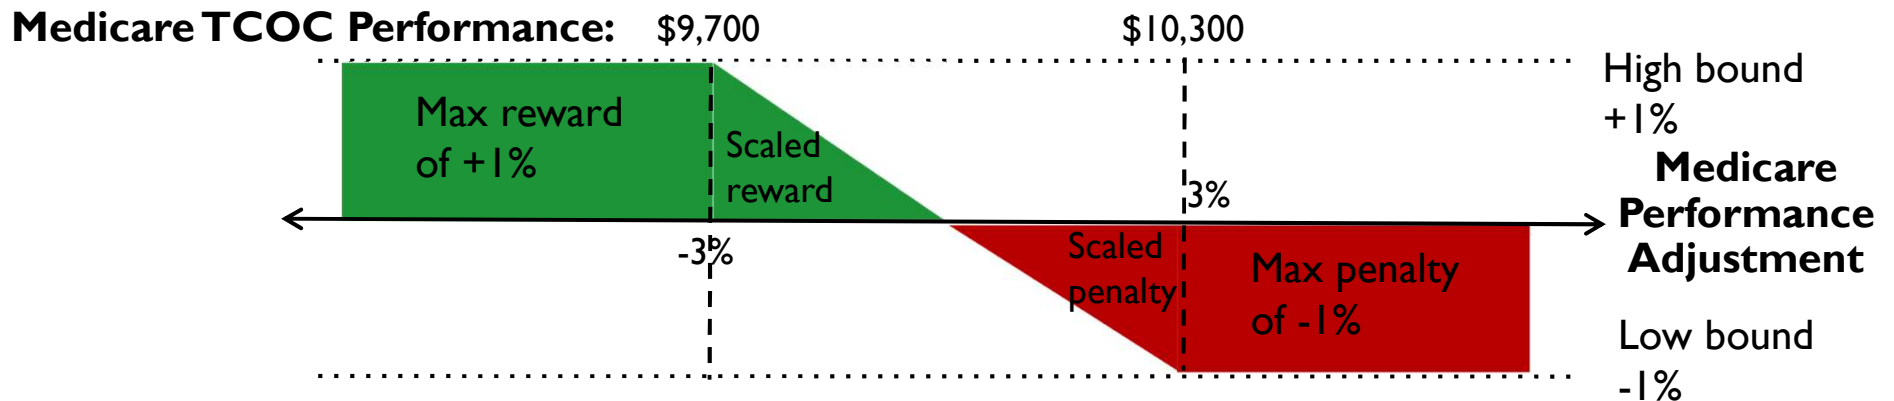 Medicare TCOC Performance: $9,700 $10,300
High bound
+1%
Max reward
of +1%
Scaled
reward
Medicare
Performance
Adjustment
3%
-3%
Scaled
penalty
Max penalty
of -1%
Low bound
-1%